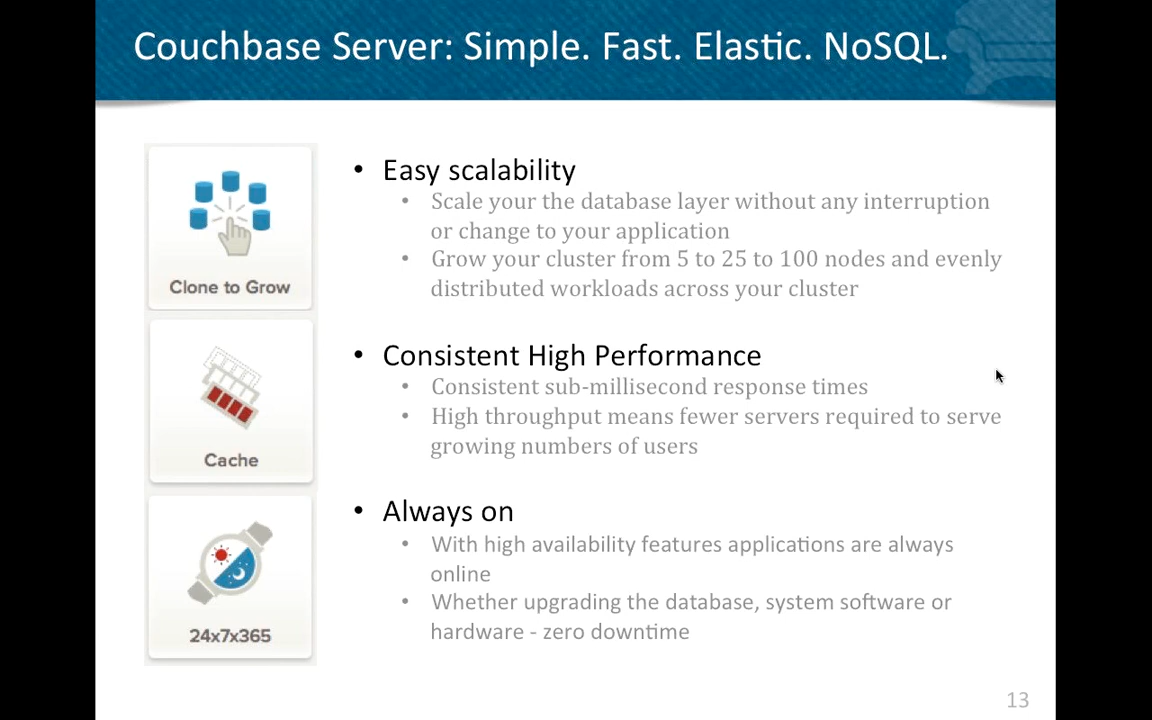 Couchbase Server: Simple. Fast. Elastic. NoSQL.
Clone to Grow
• Easy scalability
• Scale your the database layer without any interruption
or change to your application
• Grow your cluster from 5 to 25 to 100 nodes and evenly
distributed workloads across your cluster
Cache
• Consistent High Performance
• Consistent sub-millisecond response times
• High throughput means fewer servers required to serve
growing numbers of users
24x7x365
• Always on
• With high availability features applications are always
online
• Whether upgrading the database, system software or
hardware - zero downtime
13